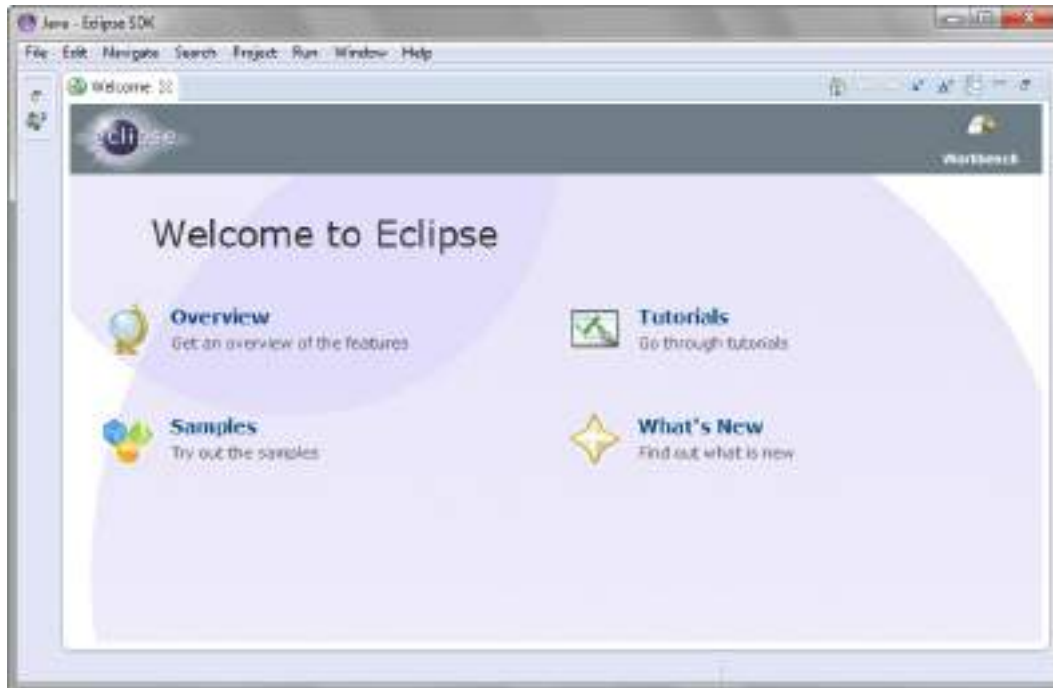 Java - Eclipse SDK
File Edit Navigate Search Project Run Window Help
Welcome
eclipse
Workbench
Welcome to Eclipse
Overview
Get an overview of the features
Tutorials
Go through tutorials
Samples
Try out the samples
What's New
Find out what is new